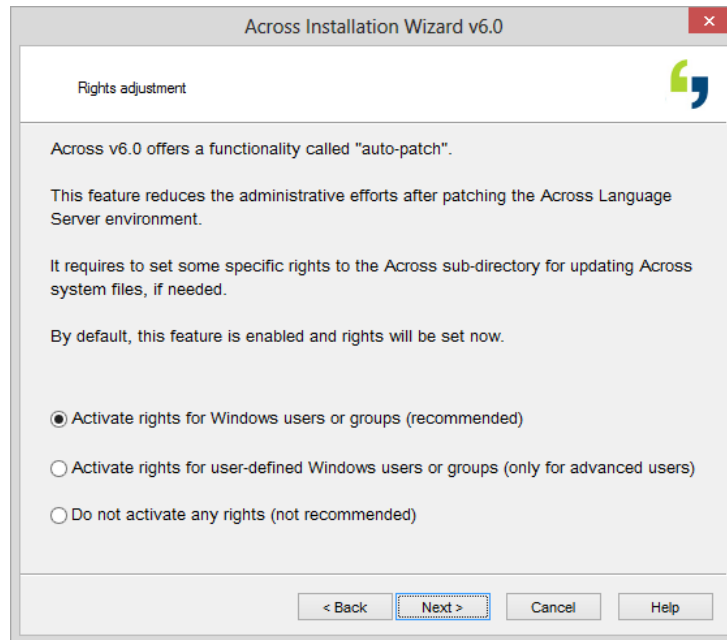 Across Installation Wizard v6.0
Rights adjustment
Across v6.0 offers a functionality called "auto-patch".
This feature reduces the administrative efforts after patching the Across Language
Server environment.
It requires to set some specific rights to the Across sub-directory for updating Across
system files, if needed.
By default, this feature is enabled and rights will be set now.
Activate rights for Windows users or groups (recommended)
Activate rights for user-defined Windows users or groups (only for advanced users)
Do not activate any rights (not recommended)
< Back
Next >
Cancel
Help